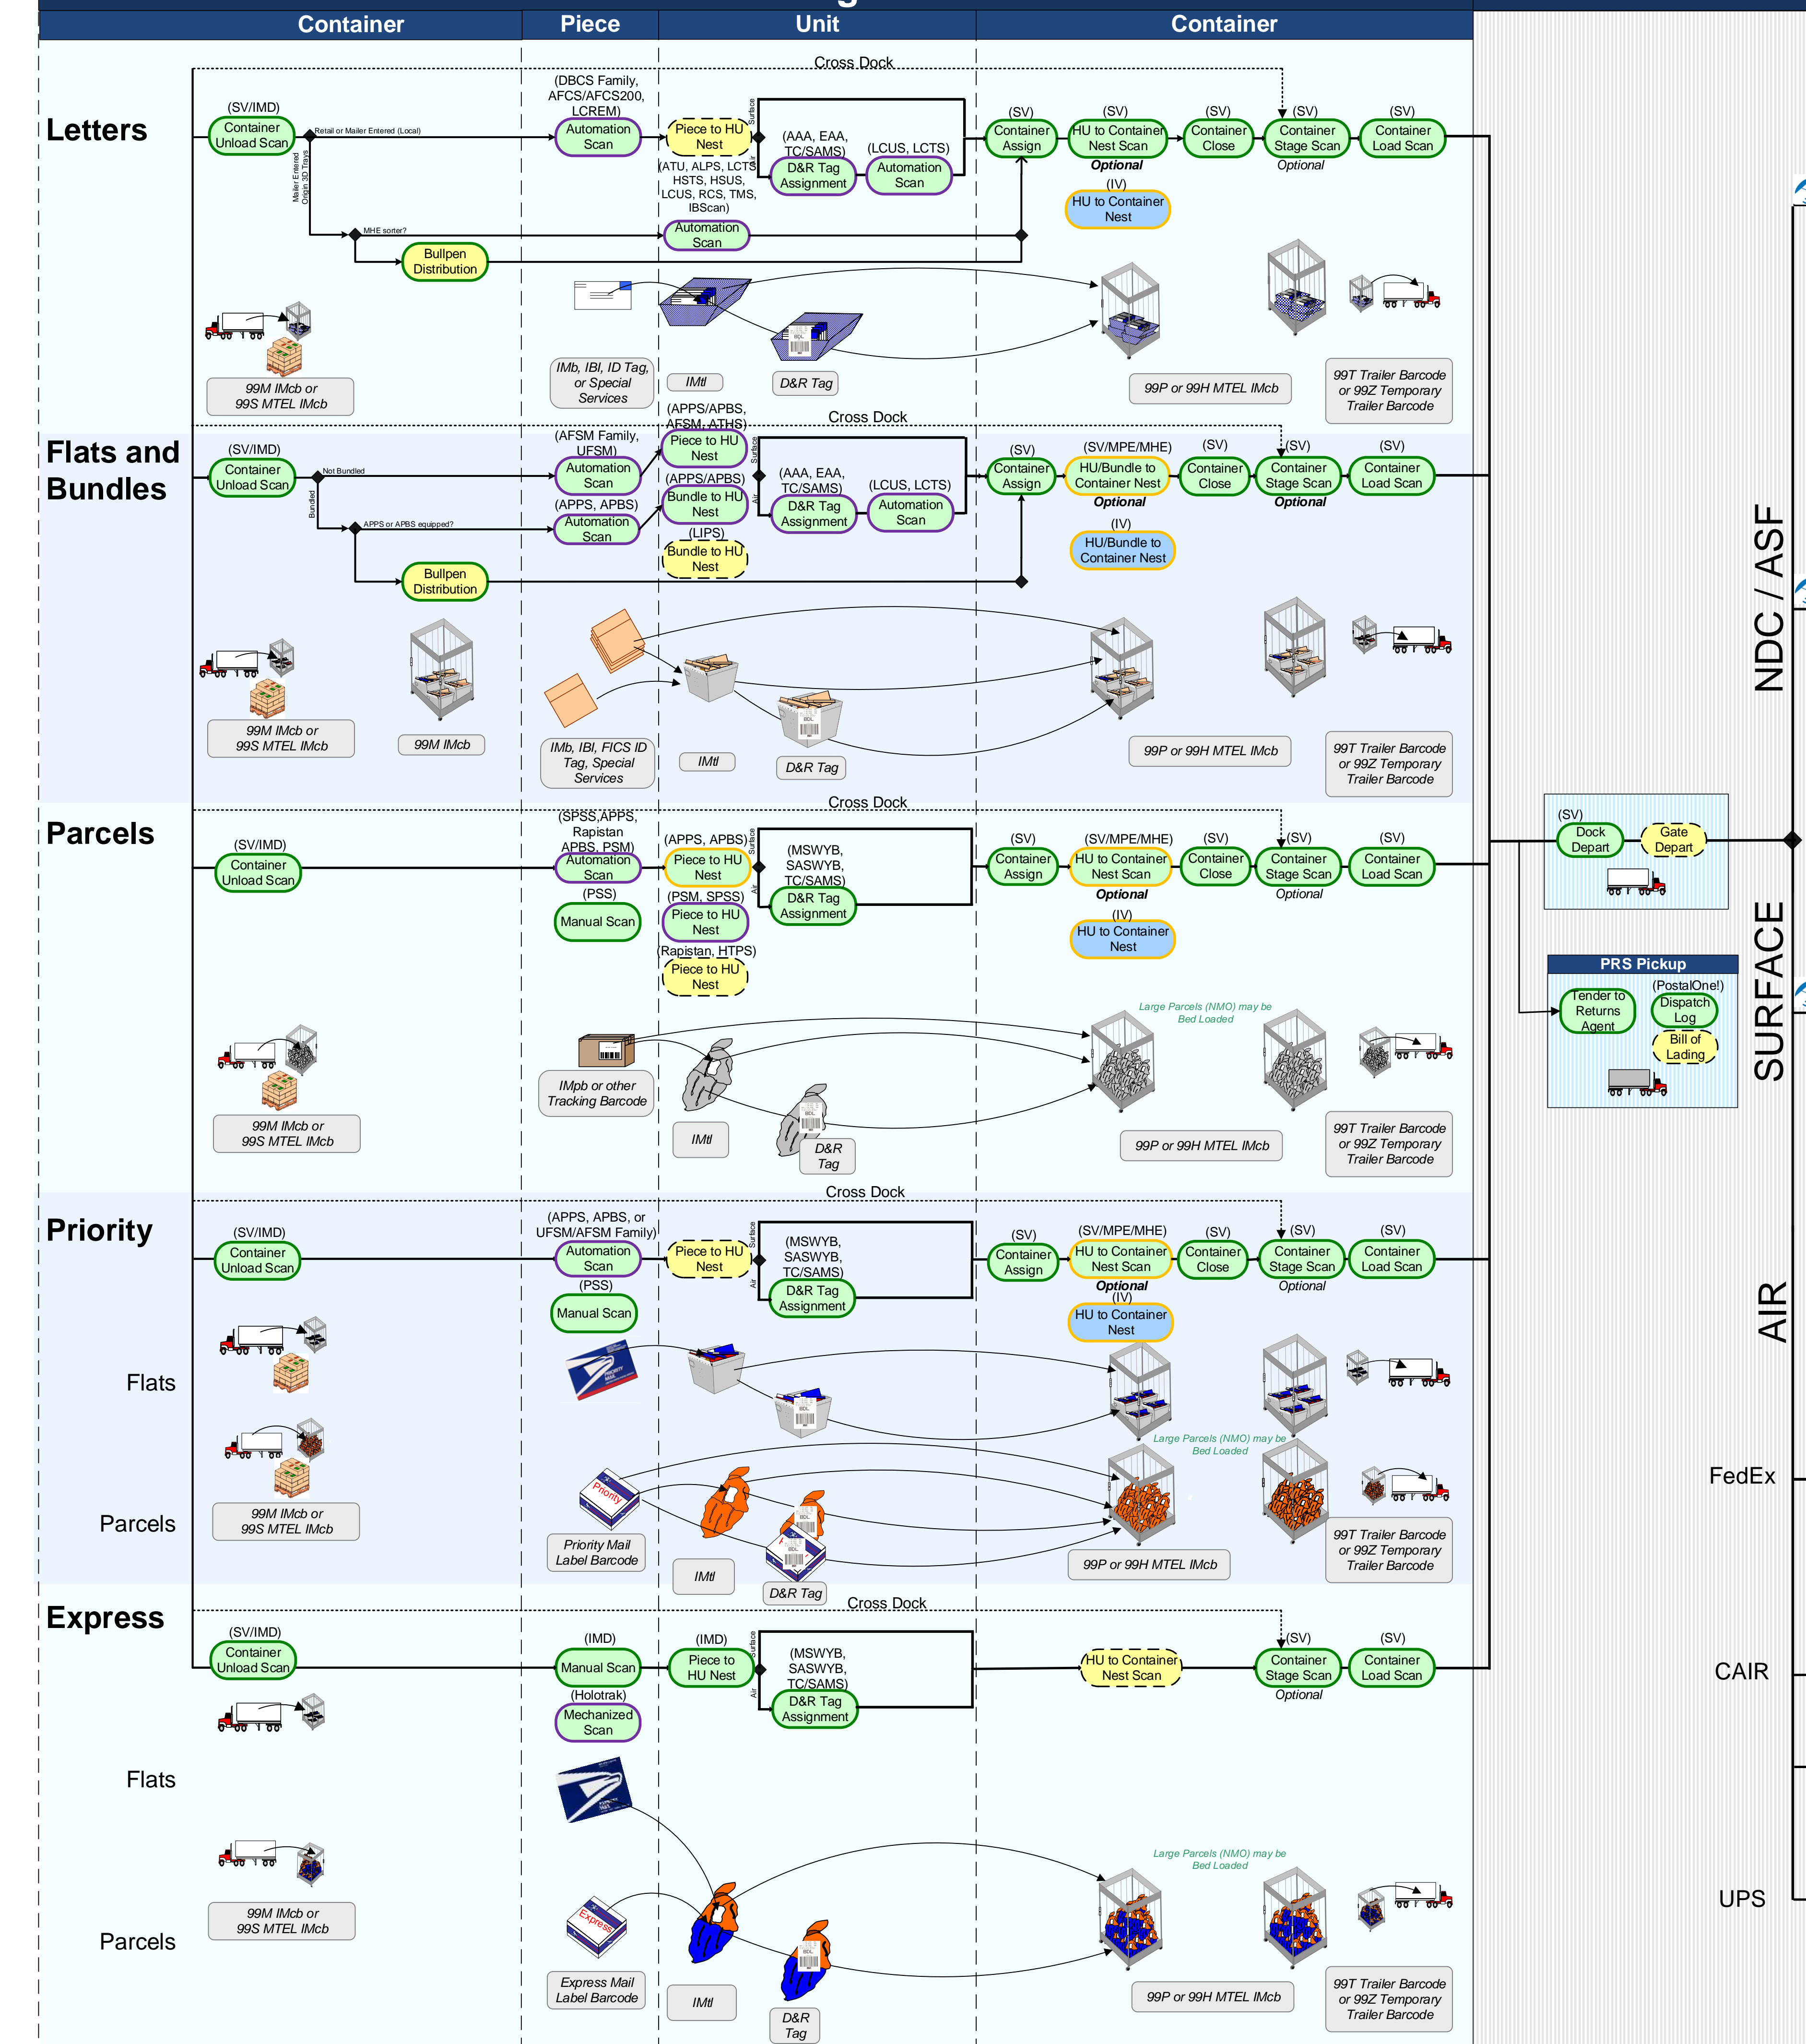 Container
Piece
Unit
Container
Letters
Cross Dock
(SV/IMD)
Container
Unload Scan
Retail or Mailer Entered (Local)
Mailer Entered
Origin 3D Trays
(DBCS Family,
AFCS/AFCS200,
LCREM)
Automation
Scan
Piece to HU
Nest
Surface
Air
(AAA, EAA,
TC/SAMS)
D&R Tag
Assignment
(LCUS, LCTS)
Automation
Scan
(SV)
Container
Assign
(SV)
HU to Container
Nest Scan
Optional
(SV)
Container
Close
(SV)
Container
Stage Scan
Optional
(SV)
Container
Load Scan
(ATU, ALPS, LCTS
HSTS, HSUS,
LCUS, RCS, TMS,
IBScan)
Automation
Scan
(IV)
HU to Container
Nest
MHE sorter?
Bullpen
Distribution
BDL
99M IMcb or
99S MTEL IMcb
IMb, IBI, ID Tag,
or Special
Services
IMtl
D&R Tag
99P or 99H MTEL IMcb
99T Trailer Barcode
or 99Z Temporary
Trailer Barcode
Flats and
Bundles
Cross Dock
(SV/IMD)
Container
Unload Scan
Not Bundled
Bundled
(AFSM Family,
UFSM)
Automation
Scan
(APPS/APBS,
AFSM, ATHS)
Piece to HU
Nest
(APPS, APBS)
Automation
Scan
(APPS/APBS)
Bundle to HU
Nest
(LIPS)
Bundle to HU
Nest
APPS or APBS equipped?
Bullpen
Distribution
Surface
Air
(AAA, EAA,
TC/SAMS)
D&R Tag
Assignment
(LCUS, LCTS)
Automation
Scan
(SV)
Container
Assign
(SV/MPE/MHE)
HU/Bundle to
Container Nest
Optional
(IV)
HU/Bundle to
Container Nest
(SV)
Container
Close
(SV)
Container
Stage Scan
Optional
(SV)
Container
Load Scan
BDL
99M IMcb or
99S MTEL IMcb
99M IMcb
IMb, IBI, FICS ID
Tag, Special
Services
IMtl
D&R Tag
99P or 99H MTEL IMcb
99T Trailer Barcode
or 99Z Temporary
Trailer Barcode
Parcels
Cross Dock
(SV/IMD)
Container
Unload Scan
(SPSS,APPS,
Rapistan
APBS, PSM)
Automation
Scan
(PSS)
Manual Scan
(APPS, APBS)
Piece to HU
Nest
(PSM, SPSS)
Piece to HU
Nest
(Rapistan, HTPS)
Piece to HU
Nest
Surface
Air
(MSWYB,
SASWYB,
TC/SAMS)
D&R Tag
Assignment
(SV)
Container
Assign
(SV/MPE/MHE)
HU to Container
Nest Scan
Optional
(IV)
HU to Container
Nest
(SV)
Container
Close
(SV)
Container
Stage Scan
Optional
(SV)
Container
Load Scan
Large Parcels (NMO) may be
Bed Loaded
BDL
99M IMcb or
99S MTEL IMcb
IMpb or other
Tracking Barcode
IMtl
D&R
Tag
99P or 99H MTEL IMcb
99T Trailer Barcode
or 99Z Temporary
Trailer Barcode
Priority
Cross Dock
(SV/IMD)
Container
Unload Scan
(APPS, APBS, or
UFSM/AFSM Family)
Automation
Scan
(PSS)
Manual Scan
Piece to HU
Nest
Surface
Air
(MSWYB,
SASWYB,
TC/SAMS)
D&R Tag
Assignment
(SV)
Container
Assign
(SV/MPE/MHE)
HU to Container
Nest Scan
Optional
(IV)
HU to Container
Nest
(SV)
Container
Close
(SV)
Container
Stage Scan
Optional
(SV)
Container
Load Scan
Flats
PRIORITY
MAIL
BDL
Large Parcels (NMO) may be
Bed Loaded
Parcels
Priority
BDL
BDL
99M IMcb or
99S MTEL IMcb
Priority Mail
Label Barcode
IMtl
D&R Tag
99P or 99H MTEL IMcb
99T Trailer Barcode
or 99Z Temporary
Trailer Barcode
Express
Cross Dock
(SV/IMD)
Container
Unload Scan
(IMD)
Manual Scan
(Holotrak)
Mechanized
Scan
(IMD)
Piece to
HU Nest
Surface
Air
(MSWYB,
SASWYB,
TC/SAMS)
D&R Tag
Assignment
HU to Container
Nest Scan
(SV)
Container
Stage Scan
Optional
(SV)
Container
Load Scan
Flats
Large Parcels (NMO) may be
Bed Loaded
Parcels
Express
BDL
99M IMcb or
99S MTEL IMcb
Express Mail
Label Barcode
IMtl
D&R
Tag
99P or 99H MTEL IMcb
99T Trailer Barcode
or 99Z Temporary
Trailer Barcode
(SV)
Dock
Depart
Gate
Depart
PRS Pickup
Tender to
Returns
Agent
(PostalOne!)
Dispatch
Log
Bill of
Lading
NDC / ASF
SURFACE
AIR
FedEx
CAIR
UPS